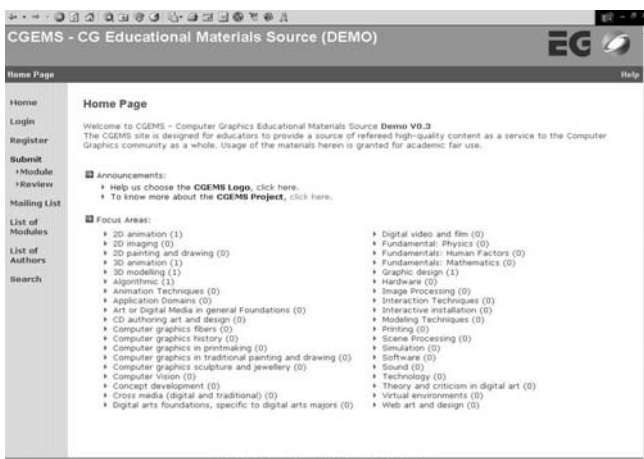 CGEMS - CG Educational Materials Source (DEMO)
EG
Home Page
Help
Home
Login
Register
Submit
Module
Review
Mailing List
List of
Modules
List of
Authors
Search
Home Page
Welcome to CGEMS - Computer Graphics Educational Materials Source Demo V0.3
The CGEMS site is designed for educators to provide a source of refereed high-quality content as a service to the Computer
Graphics community as a whole. Usage of the materials herein is granted for academic fair use.
Announcements:
Help us choose the CGEMS Logo, click here.
To know more about the CGEMS Project, click here.
Focus Areas:
2D animation (1)
2D imaging (0)
2D painting and drawing (0)
3D animation (1)
3D modelling (1)
Algorithmic (1)
Animation Techniques (0)
Application Domains (0)
Art or Digital Media in general Foundations (0)
CD authoring art and design (0)
Computer graphics fibers (0)
Computer graphics history (0)
Computer graphics in printmaking (0)
Computer graphics in traditional painting and drawing (0)
Computer graphics sculpture and jewellery (0)
Computer Vision (0)
Concept development (0)
Cross media (digital and traditional) (0)
Digital arts foundations, specific to digital arts majors (0)
Digital video and film (0)
Fundamental: Physics (0)
Fundamentals: Human Factors (0)
Fundamentals: Mathematics (0)
Graphic design (1)
Hardware (0)
Image Processing (0)
Interaction Techniques (0)
Interactive installation (0)
Modeling Techniques (0)
Printing (0)
Scene Processing (0)
Simulation (0)
Software (0)
Sound (0)
Technology (0)
Theory and criticism in digital art (0)
Virtual environments (0)
Web art and design (0)